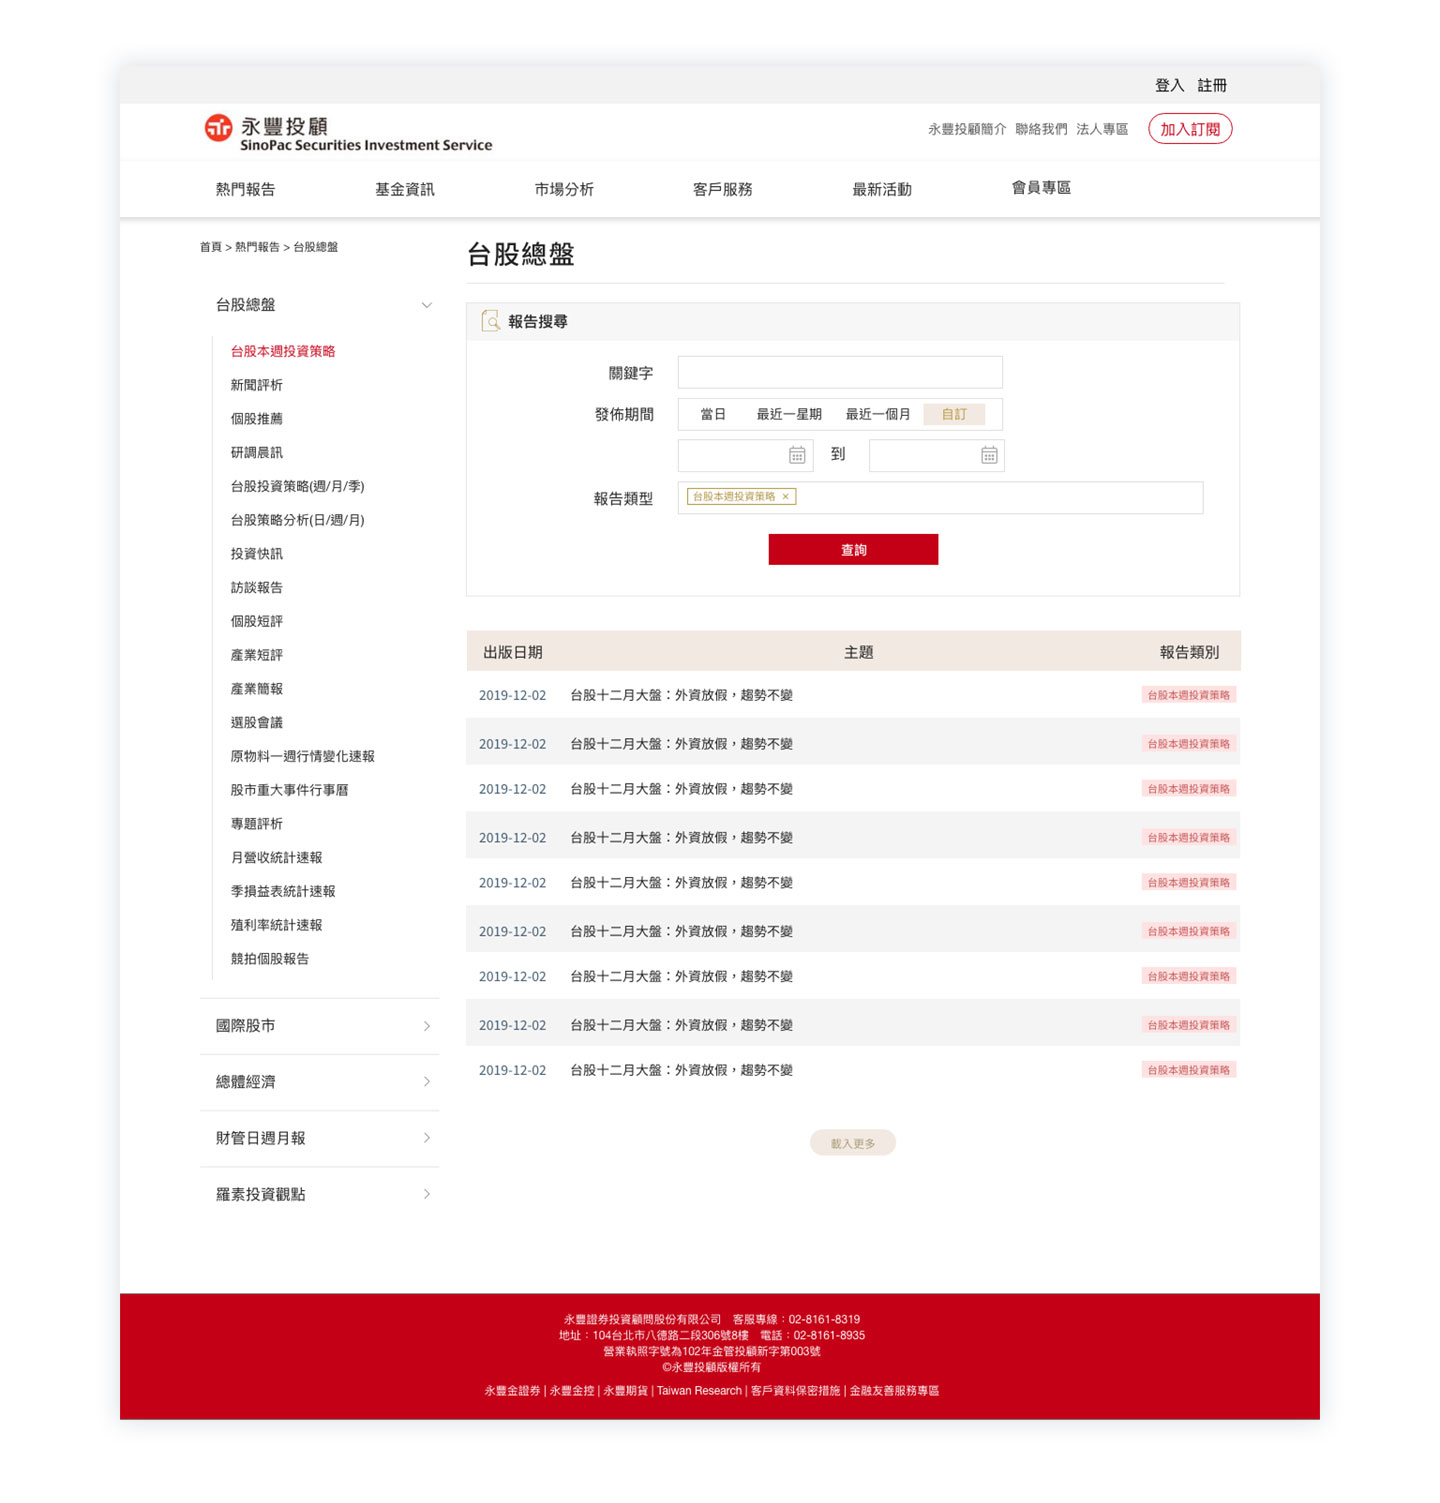 登入 註冊
永豐投顧
SinoPac Securities Investment Service
永豐投顧簡介 聯絡我們 法人專區 加入訂閱
熱門報告 基金資訊 市場分析 客戶服務 最新活動 會員專區
首頁 > 熱門報告 > 台股總盤
台股總盤
台股本週投資策略
新聞評析
個股推薦
研調晨訊
台股投資策略(週/月/季)
台股策略分析(日/週/月)
投資快訊
訪談報告
個股短評
產業短評
產業簡報
選股會議
原物料一週行情變化速報
股市重大事件行事曆
專題評析
月營收統計速報
季損益表統計速報
殖利率統計速報
競拍個股報告
國際股市
總體經濟
財管日週月報
羅素投資觀點
台股總盤
報告搜尋
關鍵字
發佈期間 當日 最近一星期 最近一個月 自訂
到
報告類型 台股本週投資策略 ×
查詢
出版日期 主題 報告類別
2019-12-02 台股十二月大盤：外資放假，趨勢不變 台股本週投資策略
2019-12-02 台股十二月大盤：外資放假，趨勢不變 台股本週投資策略
2019-12-02 台股十二月大盤：外資放假，趨勢不變 台股本週投資策略
2019-12-02 台股十二月大盤：外資放假，趨勢不變 台股本週投資策略
2019-12-02 台股十二月大盤：外資放假，趨勢不變 台股本週投資策略
2019-12-02 台股十二月大盤：外資放假，趨勢不變 台股本週投資策略
2019-12-02 台股十二月大盤：外資放假，趨勢不變 台股本週投資策略
2019-12-02 台股十二月大盤：外資放假，趨勢不變 台股本週投資策略
2019-12-02 台股十二月大盤：外資放假，趨勢不變 台股本週投資策略
載入更多
永豐證券投資顧問股份有限公司 客服專線：02-8161-8319
地址：104台北市八德路二段306號8樓 電話：02-8161-8935
營業執照字號為102年金管投顧新字第003號
©永豐投顧版權所有
永豐金證券 | 永豐金控 | 永豐期貨 | Taiwan Research | 客戶資料保密措施 | 金融友善服務專區